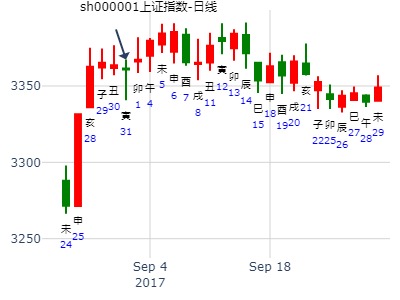 sh000001上证指数-日线
3350
3300
3250
未
24
申
25
亥
28
子
29
丑
30
寅
31
卯
1
午
4
未
5
申
6
酉
7
戌
8
丑
11
寅
12
卯
13
辰
14
巳
15
申
18
酉
19
戌
20
亥
21
子
22
卯
25
辰
26
巳
27
午
28
未
29
Sep 4
2017
Sep 18